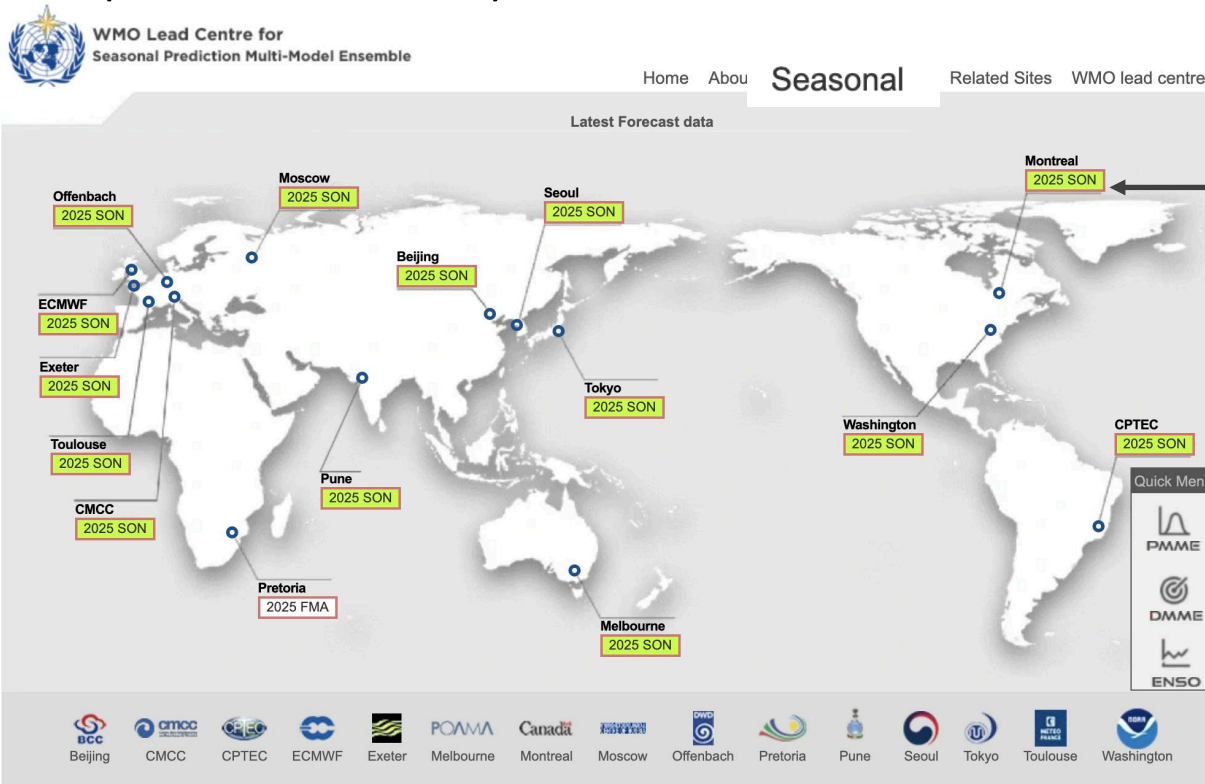 WMO Lead Centre for
Seasonal Prediction Multi-Model Ensemble
Home Abou Seasonal Related Sites WMO lead centre
Latest Forecast data
Montreal
2025 SON
Moscow
2025 SON
Offenbach
2025 SON
Seoul
2025 SON
Beijing
2025 SON
ECMWF
2025 SON
Exeter
2025 SON
Tokyo
2025 SON
Washington
2025 SON
CPTEC
2025 SON
Toulouse
2025 SON
Pune
2025 SON
CMCC
2025 SON
Pretoria
2025 FMA
Melbourne
2025 SON
Quick Men
PMME
DMME
ENSO
BCC
cmcc
CPTEC
POAMA
Canada
DWD
METEO
FRANCE
NOAA
Beijing CMCC CPTEC ECMWF Exeter Melbourne Montreal Moscow Offenbach Pretoria Pune Seoul Tokyo Toulouse Washington